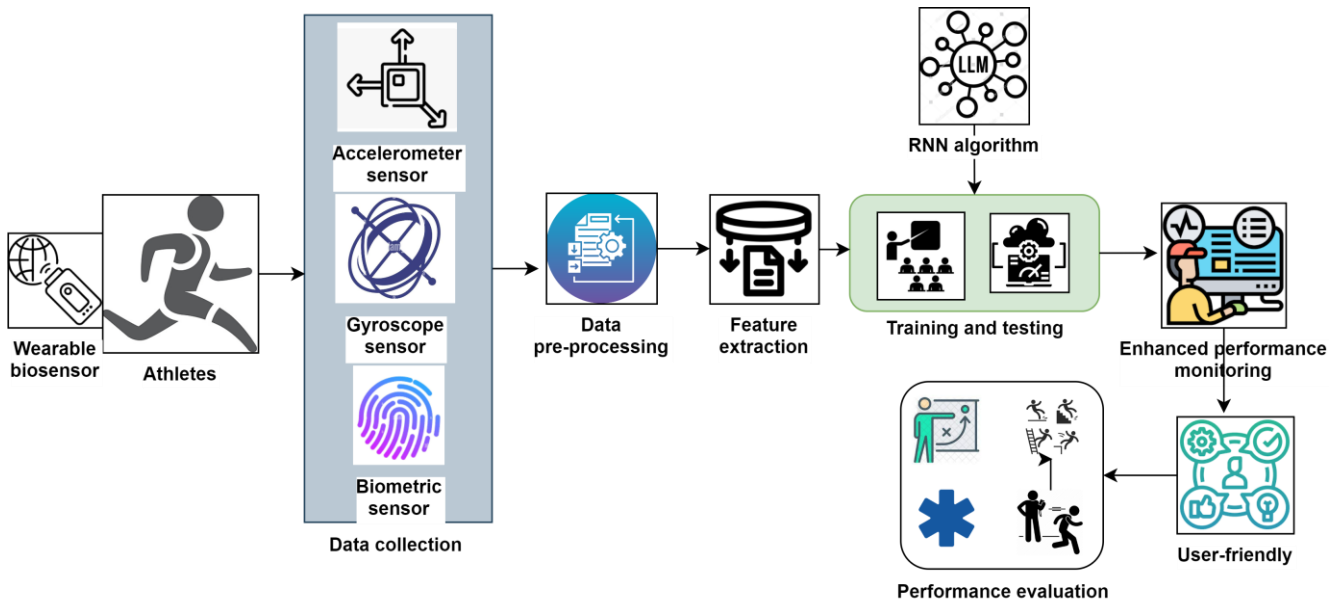 Wearable
biosensor
Athletes
Accelerometer
sensor
Gyroscope
sensor
Biometric
sensor
Data collection
Data
pre-processing
Feature
extraction
LLM
RNN algorithm
Training and testing
Enhanced performance
monitoring
User-friendly
Performance evaluation